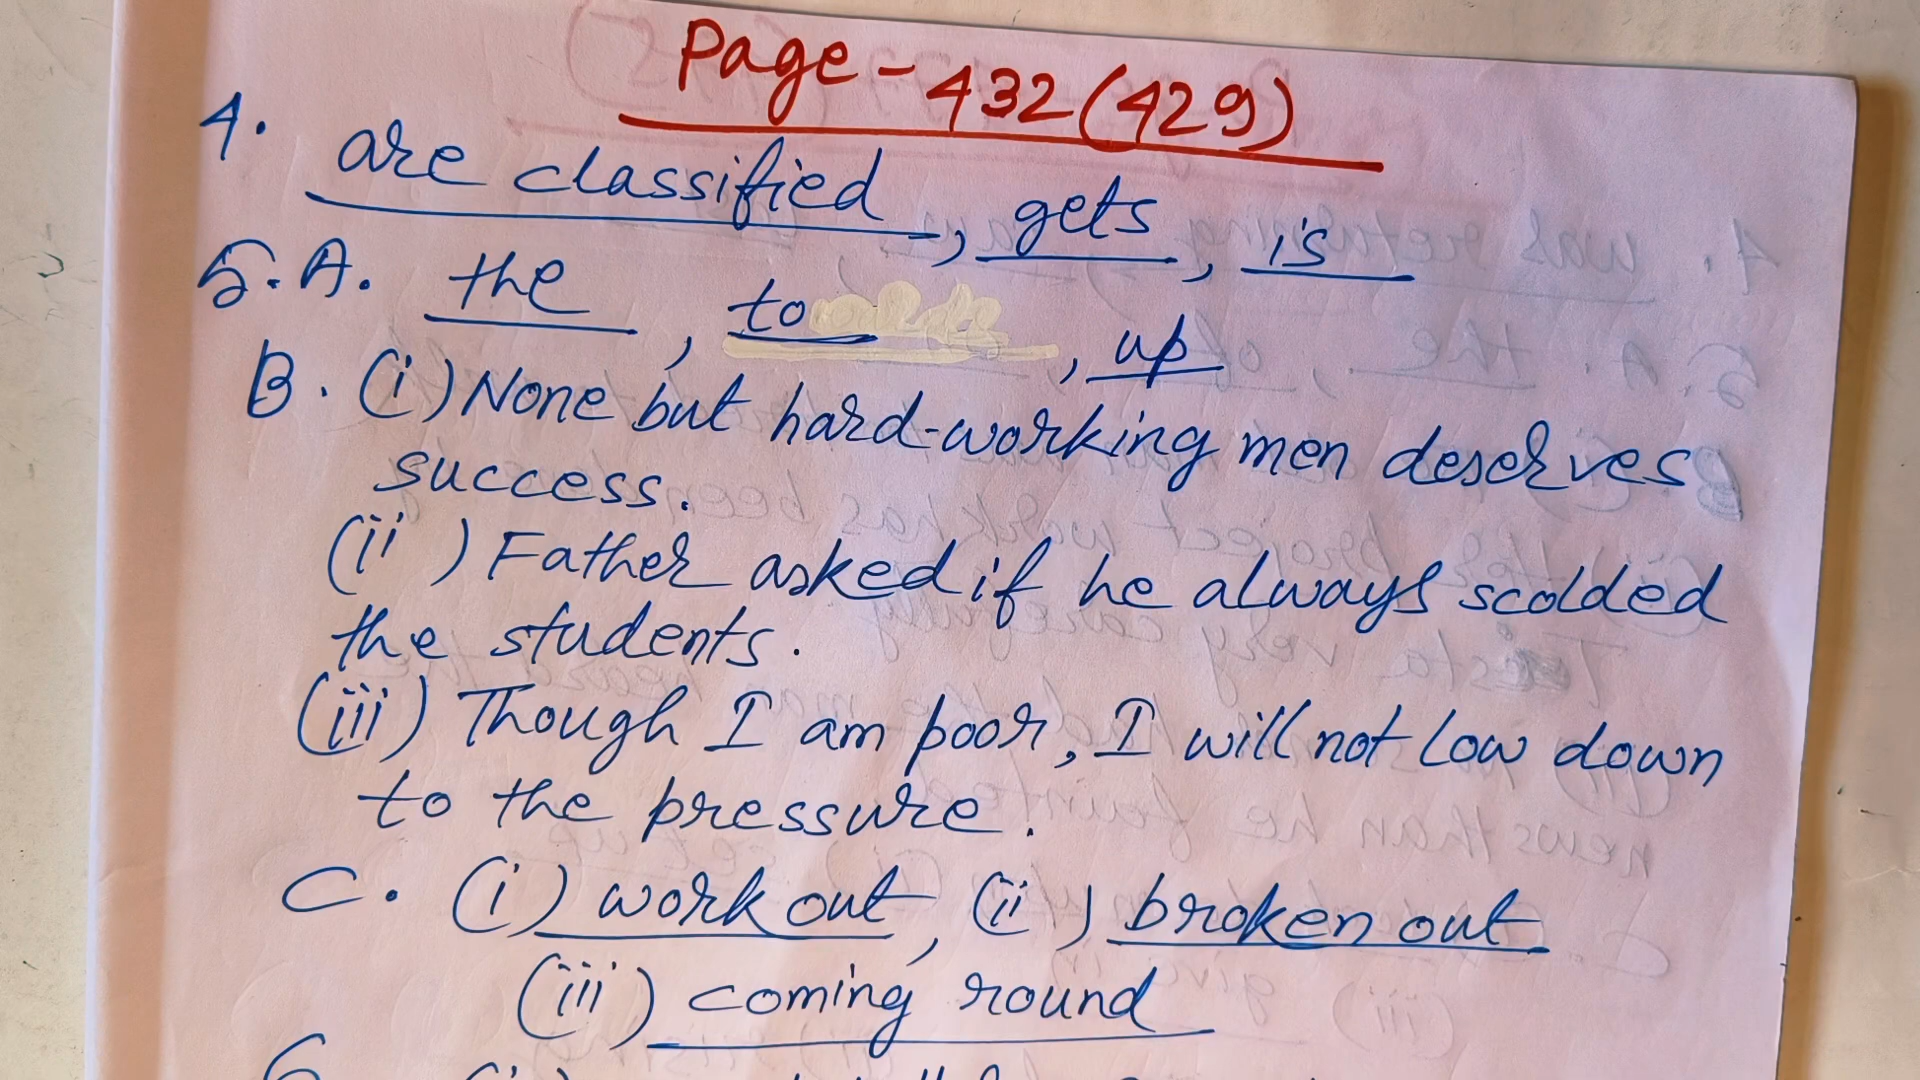 Page - 432 (429)
4. are classified, gets, is
5. A. the, to, up
B. (i) None but hard-working men deserves
success.
(ii) Father asked if he always scolded
the students.
(iii) Though I am poor, I will not low down
to the pressure.
C. (i) work out, (ii) broken out
(iii) coming round
6